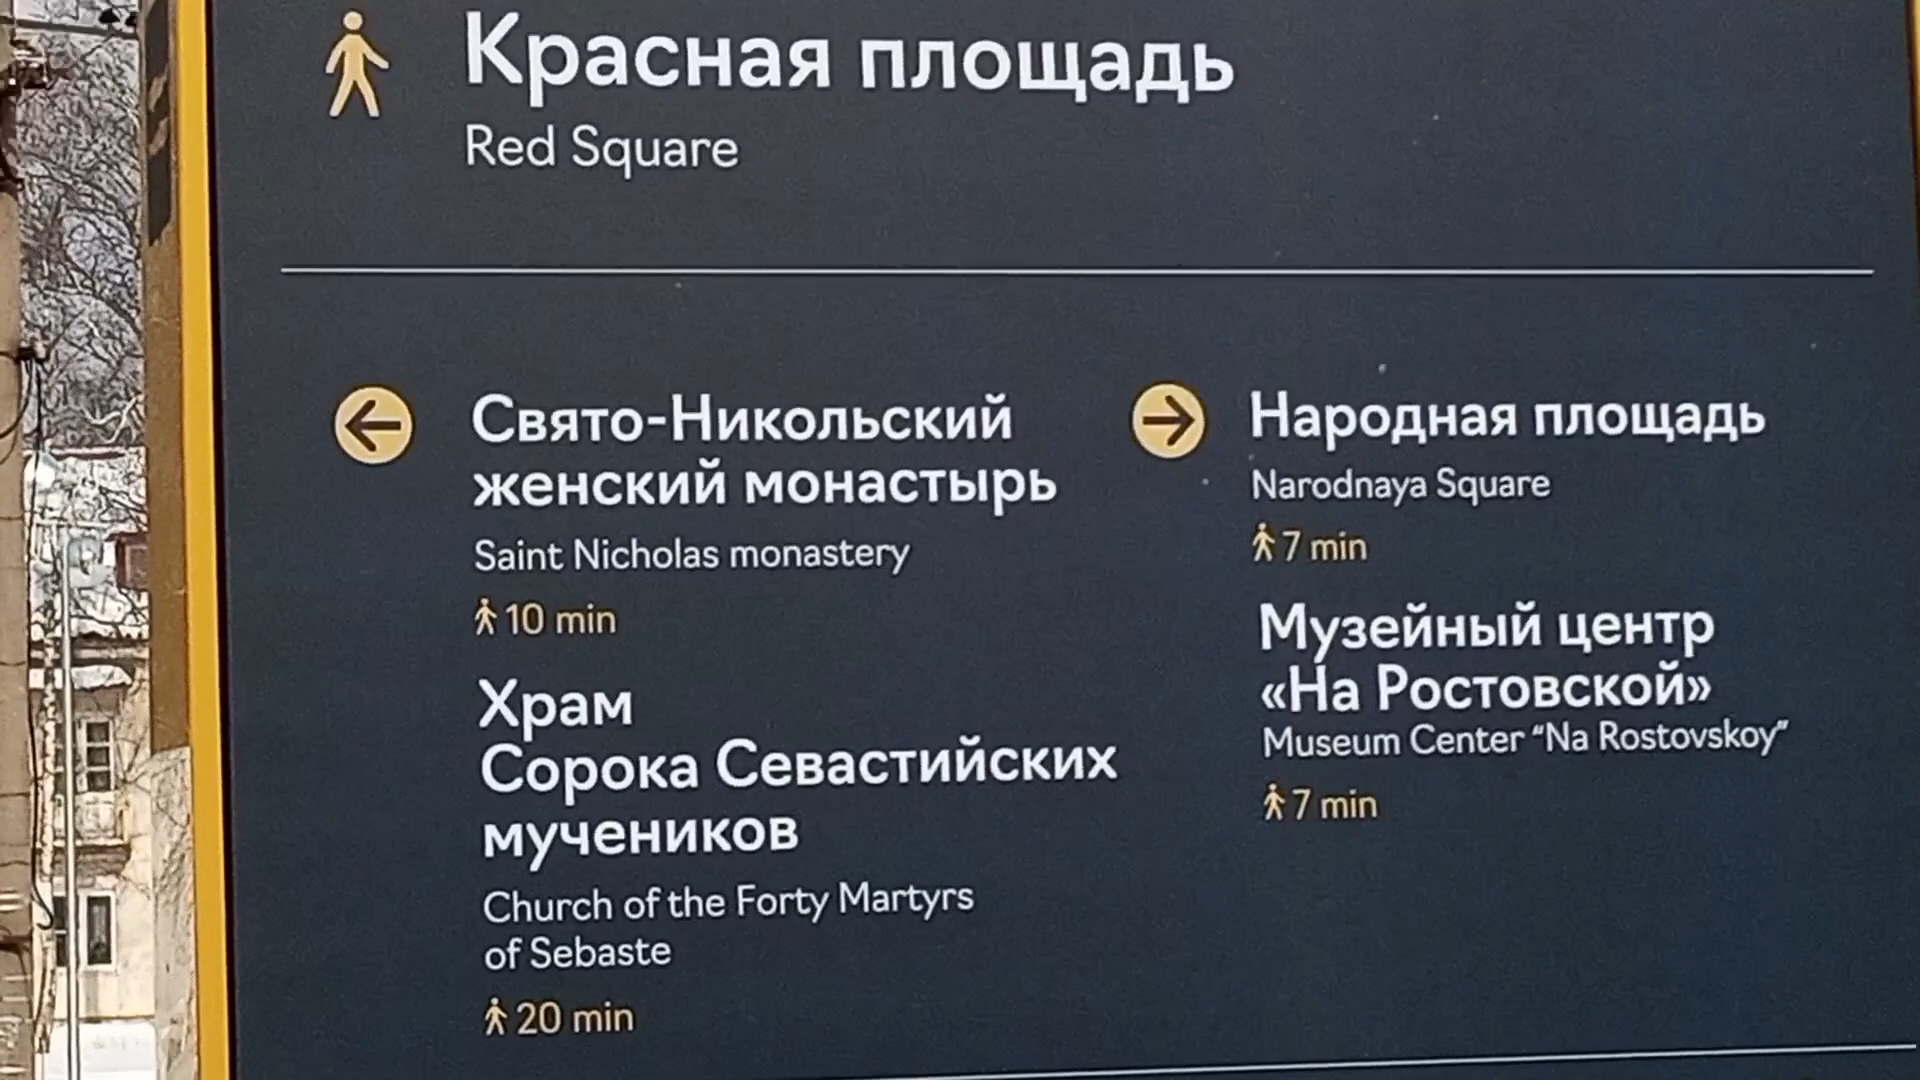 Красная площадь
Red Square
Свято-Никольский
женский монастырь
Saint Nicholas monastery
10 min
Храм
Сорока Севастийских
мучеников
Church of the Forty Martyrs
of Sebaste
20 min
Народная площадь
Narodnaya Square
7 min
Музейный центр
«На Ростовской»
Museum Center “Na Rostovskoy”
7 min